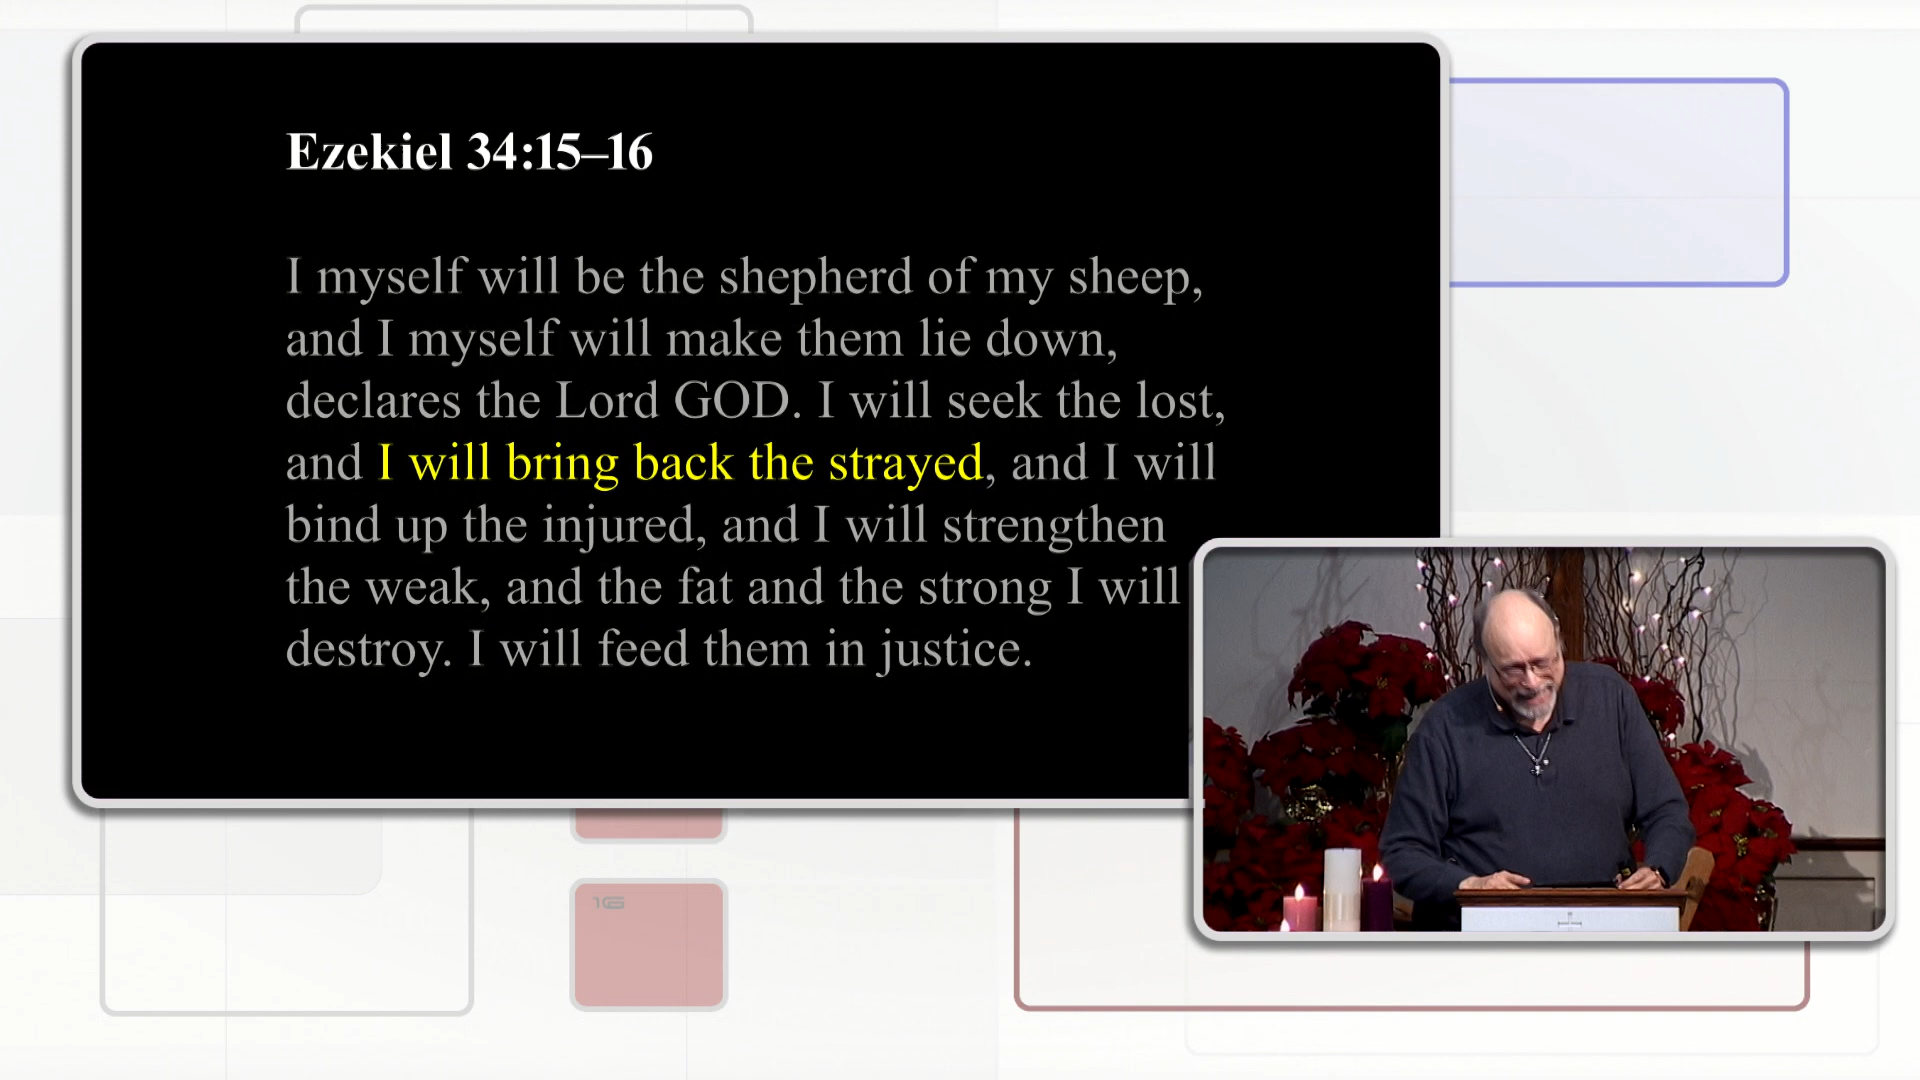 Ezekiel 34:15–16
I myself will be the shepherd of my sheep,
and I myself will make them lie down,
declares the Lord GOD. I will seek the lost,
and I will bring back the strayed, and I will
bind up the injured, and I will strengthen
the weak, and the fat and the strong I will
destroy. I will feed them in justice.
16